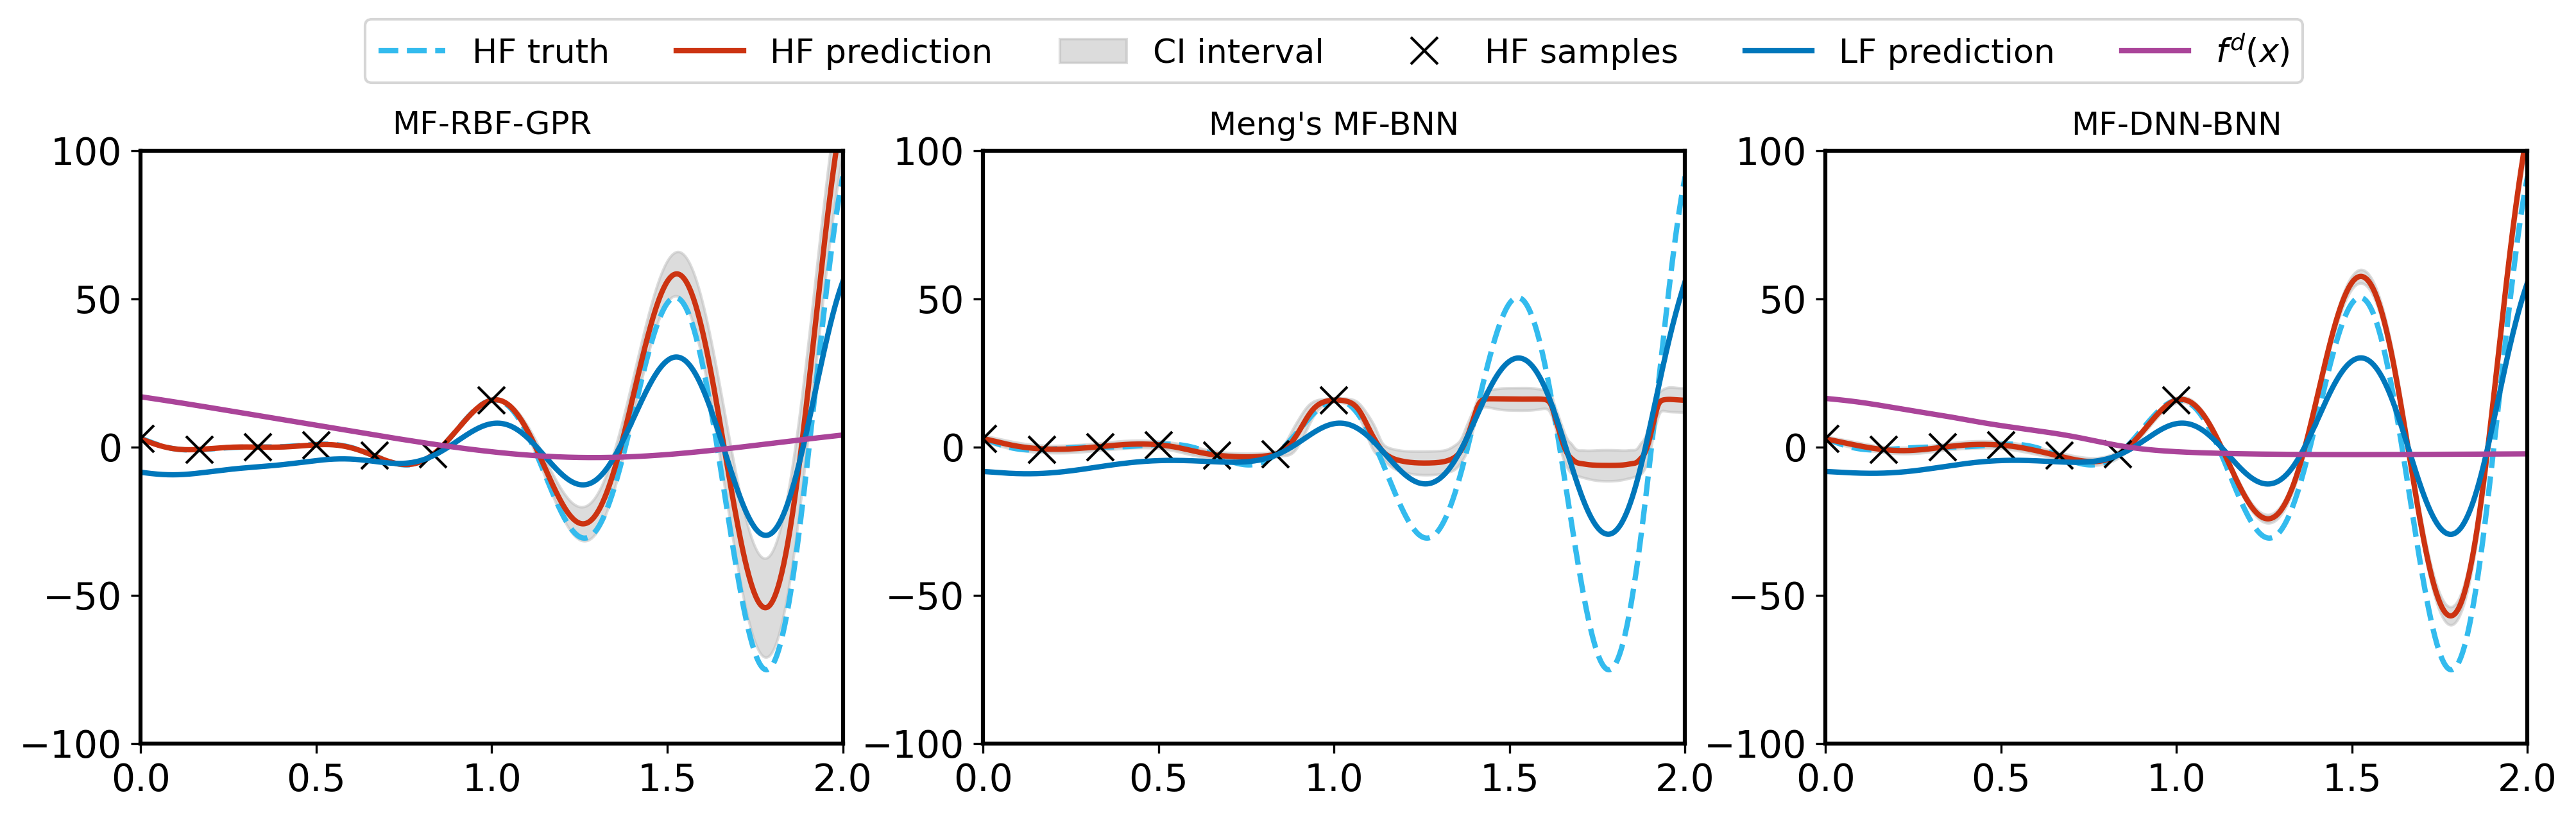 HF truth HF prediction CI interval HF samples LF prediction f^d(x)
MF-RBF-GPR Meng's MF-BNN MF-DNN-BNN
100 100 100
50 50 50
0 0 0
−50 −50 −50
−100 −100 −100
0.0 0.5 1.0 1.5 2.0 0.0 0.5 1.0 1.5 2.0 0.0 0.5 1.0 1.5 2.0